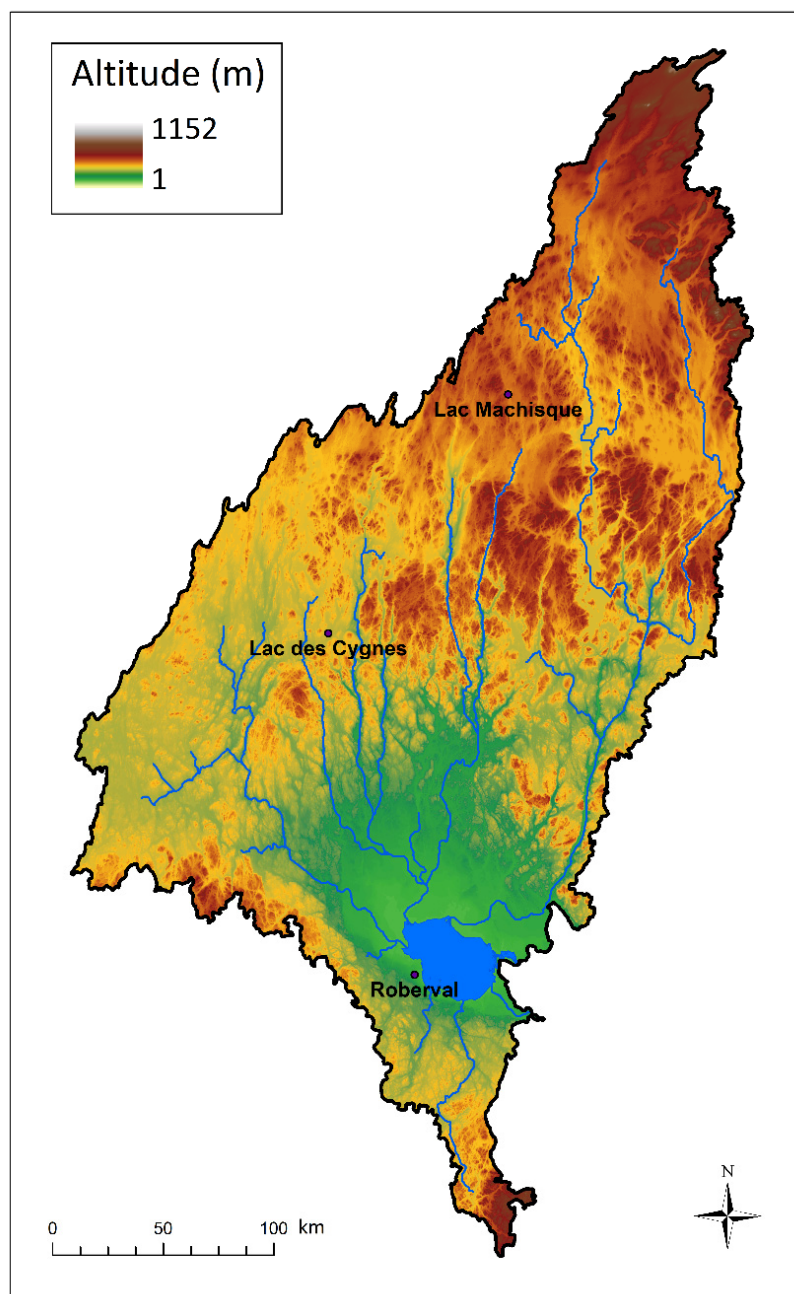 Altitude (m)
1152
1
Lac Machisque
Lac des Cygnes
Roberval
N
0 50 100 km